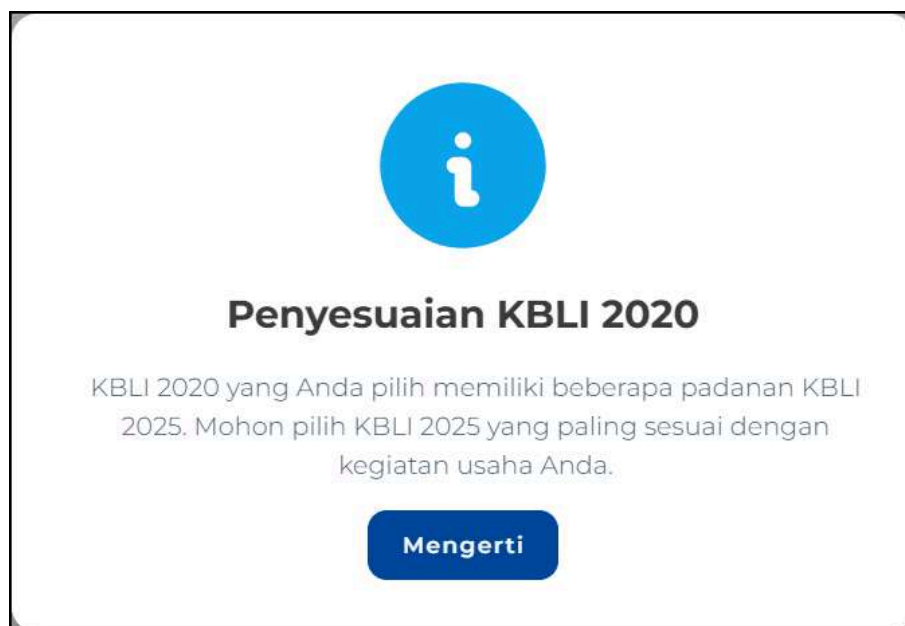 Penyesuaian KBLI 2020
KBLI 2020 yang Anda pilih memiliki beberapa padanan KBLI
2025. Mohon pilih KBLI 2025 yang paling sesuai dengan
kegiatan usaha Anda.
Mengerti